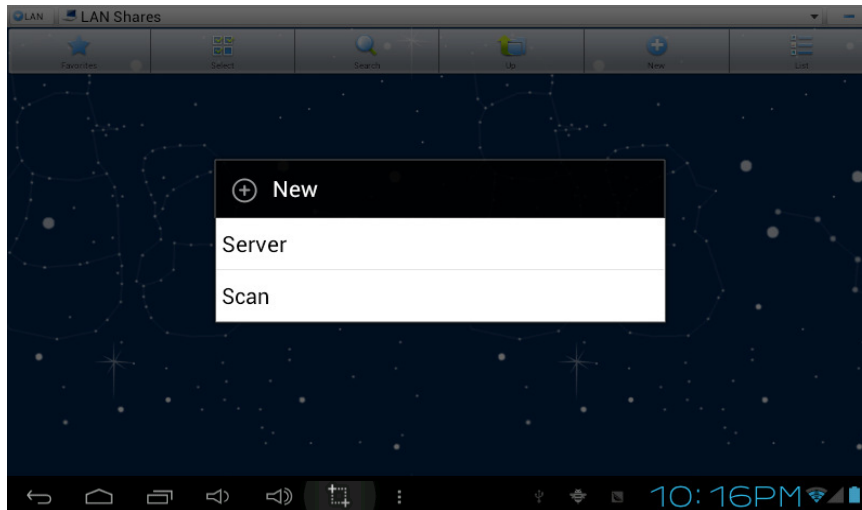 LAN LAN Shares
Favorites Select Search Up New List
New
Server
Scan
10:16PM